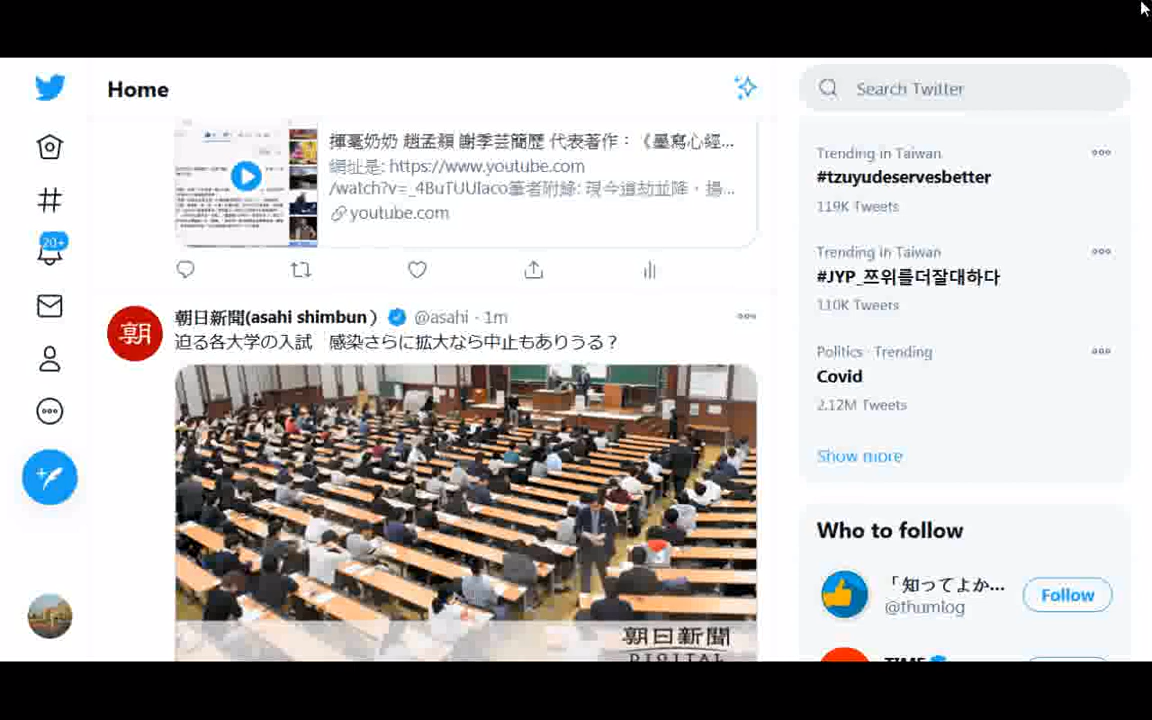 Home
揮毫奶奶 趙孟頫 謝季芸簡歷 代表著作：《墨寫心經...
網址是: https://www.youtube.com
/watch?v=_4BuTUUlaco筆者附緣: 現今道劫並降，揚...
youtube.com
朝
朝日新聞(asahi shimbun） @asahi · 1m
迫る各大学の入試 「感染さらに拡大なら中止もありうる？
朝日新聞
DIGITAL
20+
Search Twitter
Trending in Taiwan
#tzuyudeservesbetter
119K Tweets
Trending in Taiwan
#JYP_쯔위를더잘대하다
110K Tweets
Politics · Trending
Covid
2.12M Tweets
Show more
Who to follow
「知ってよか...
@thumlog
Follow
TIME